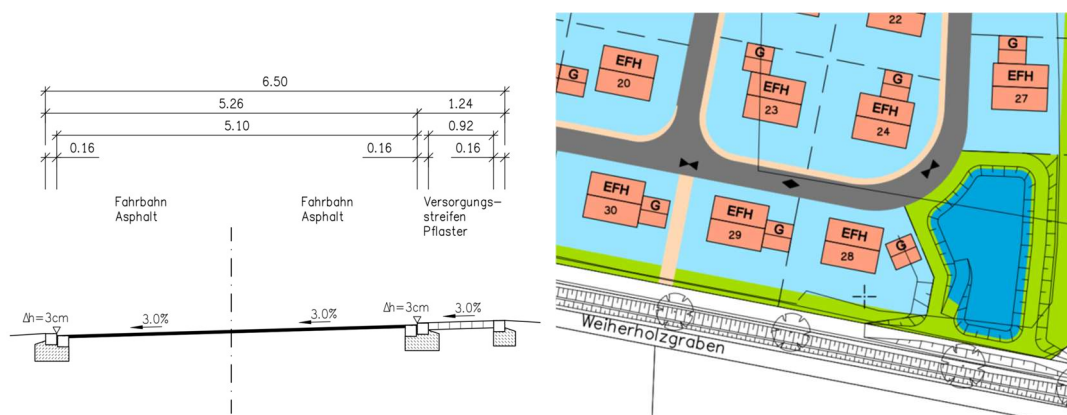 6.50
5.26
1.24
5.10
0.92
0.16
0.16
0.16
Fahrbahn
Asphalt
Fahrbahn
Asphalt
Versorgungs-
streifen
Pflaster
Δh=3cm
3.0%
3.0%
Δh=3cm
3.0%
22
G
EFH
27
G
EFH
20
G
EFH
23
G
EFH
24
EFH
30
G
EFH
29
G
EFH
28
G
Weiherholzgraben